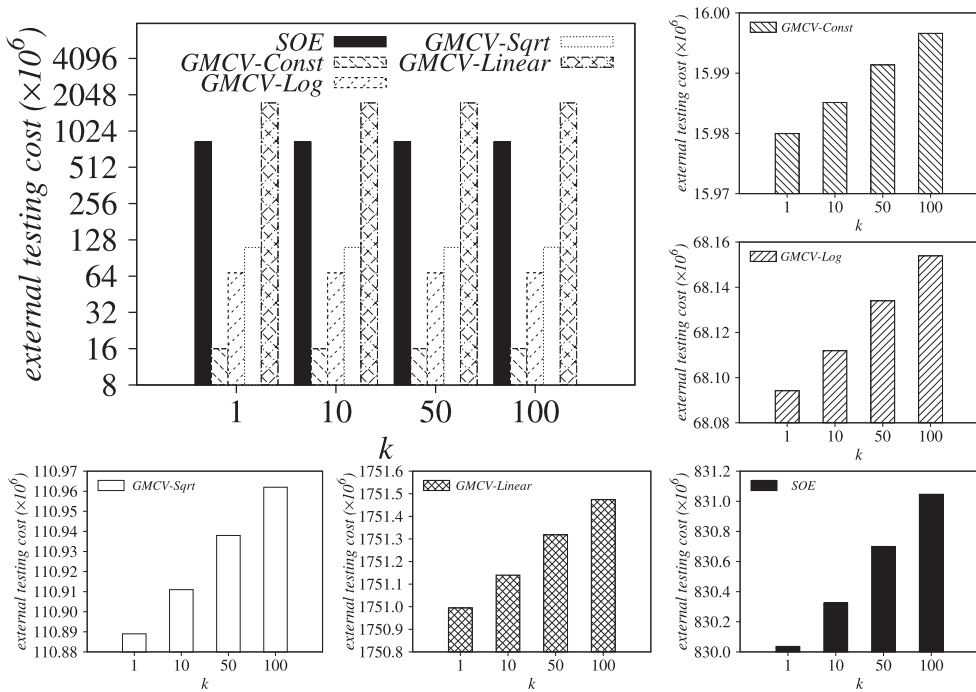 external testing cost (×10⁶)
4096
2048
1024
512
256
128
64
32
16
8
SOE
GMCV-Const
GMCV-Log
GMCV-Sqrt
GMCV-Linear
1 10 50 100
k
external testing cost (×10⁶)
16.00
15.99
15.98
15.97
GMCV-Const
1 10 50 100
k
external testing cost (×10⁶)
68.16
68.14
68.12
68.10
68.08
GMCV-Log
1 10 50 100
k
external testing cost (×10⁶)
110.97
110.96
110.94
110.93
110.91
110.90
110.89
110.88
GMCV-Sqrt
1 10 50 100
k
external testing cost (×10⁶)
1751.6
1751.5
1751.4
1751.3
1751.1
1751.0
1750.9
1750.8
GMCV-Linear
1 10 50 100
k
external testing cost (×10⁶)
831.2
831.0
830.8
830.6
830.4
830.2
830.0
SOE
1 10 50 100
k